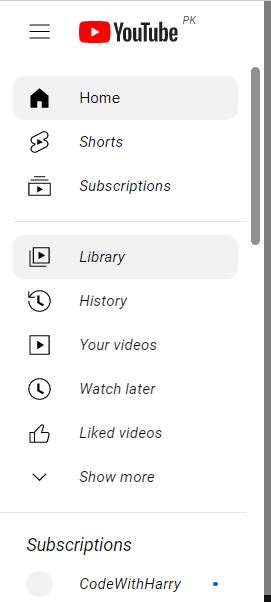 YouTube PK
Home
Shorts
Subscriptions
Library
History
Your videos
Watch later
Liked videos
Show more
Subscriptions
CodeWithHarry